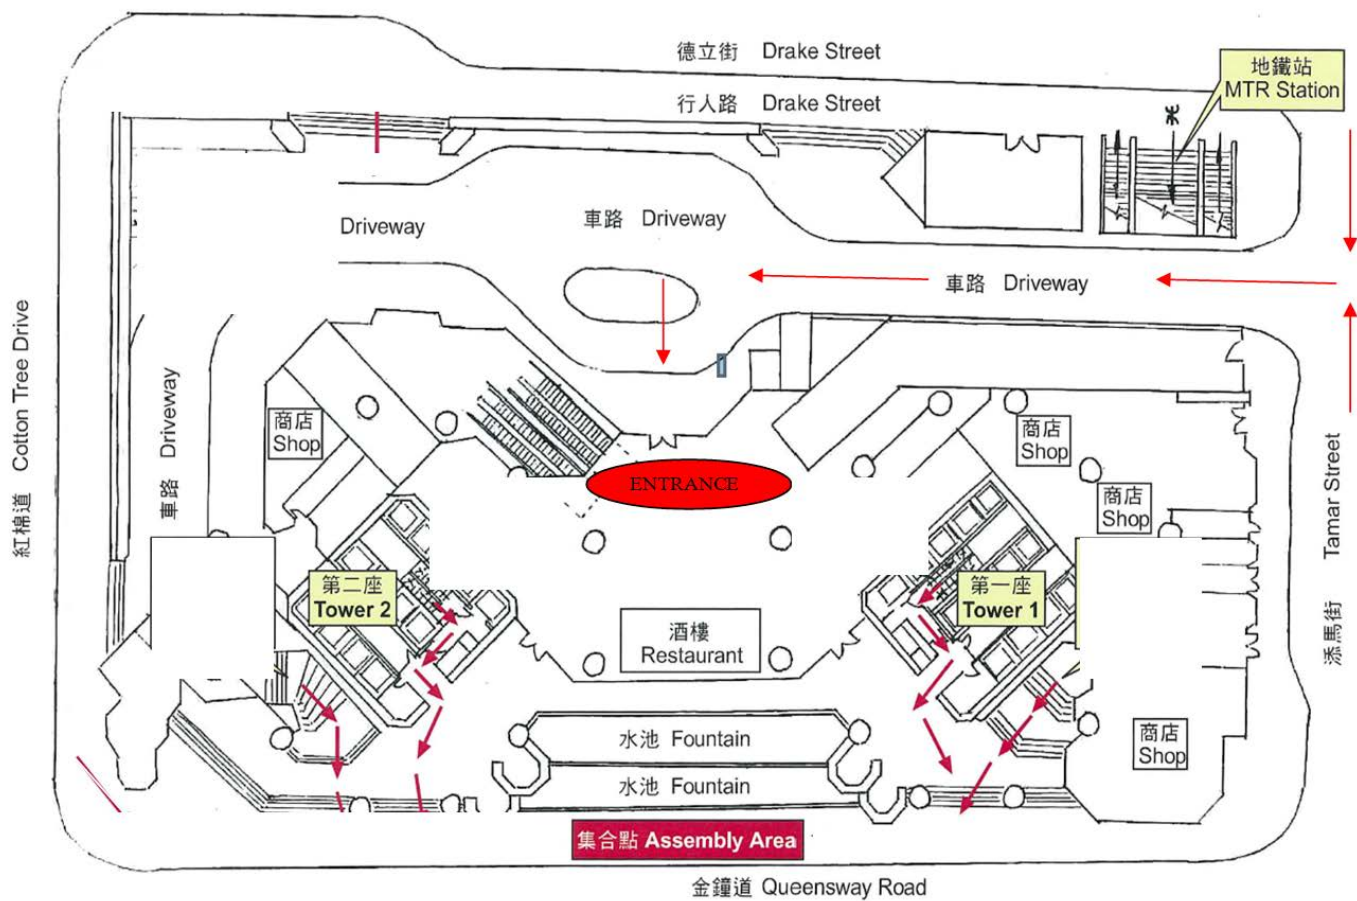 德立街 Drake Street
行人路 Drake Street
地鐵站
MTR Station
Driveway
車路 Driveway
車路 Driveway
紅棉道 Cotton Tree Drive
車路 Driveway
商店
Shop
ENTRANCE
商店
Shop
商店
Shop
添馬街 Tamar Street
第二座
Tower 2
第一座
Tower 1
酒樓
Restaurant
水池 Fountain
水池 Fountain
商店
Shop
集合點 Assembly Area
金鐘道 Queensway Road